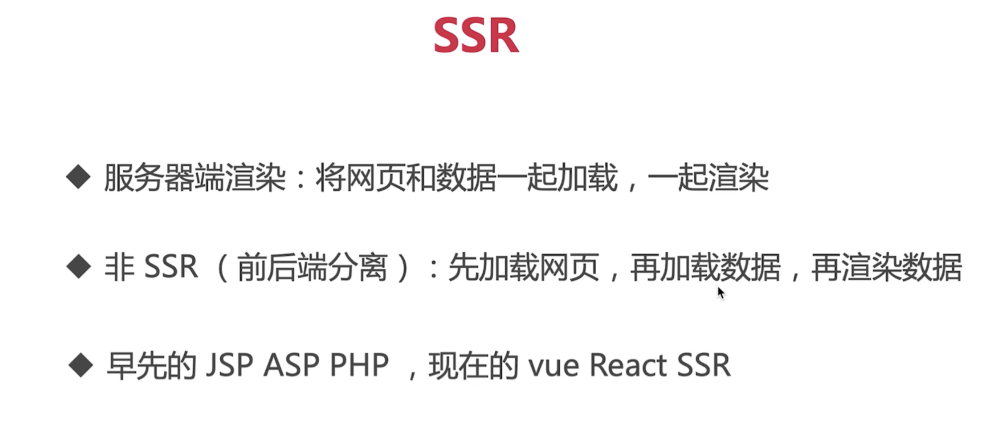 SSR
◆ 服务器端渲染：将网页和数据一起加载，一起渲染
◆ 非 SSR （ 前后端分离 ）：先加载网页，再加载数据，再渲染数据
◆ 早先的 JSP ASP PHP ，现在的 vue React SSR